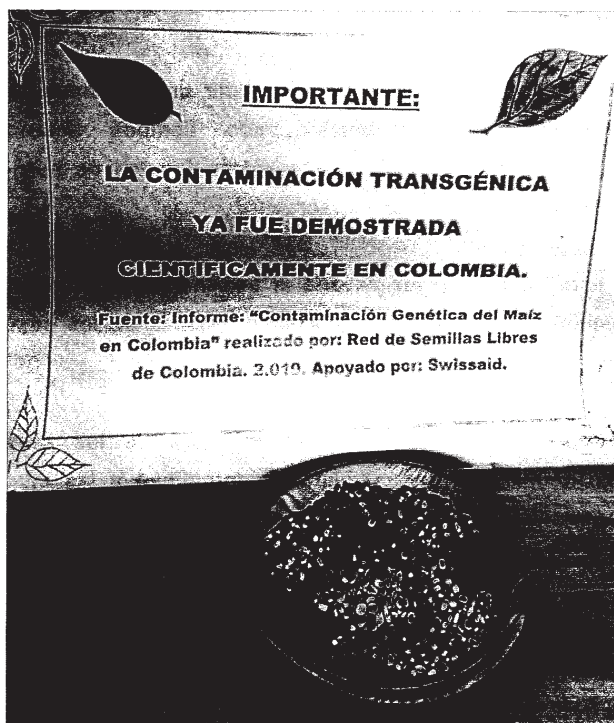 IMPORTANTE:
LA CONTAMINACIÓN TRANSGÉNICA
YA FUE DEMOSTRADA
CIENTIFICAMENTE EN COLOMBIA.
Fuente: Informe: “Contaminación Genética del Maíz
en Colombia” realizado por: Red de Semillas Libres
de Colombia. 2.019. Apoyado por: Swissaid.